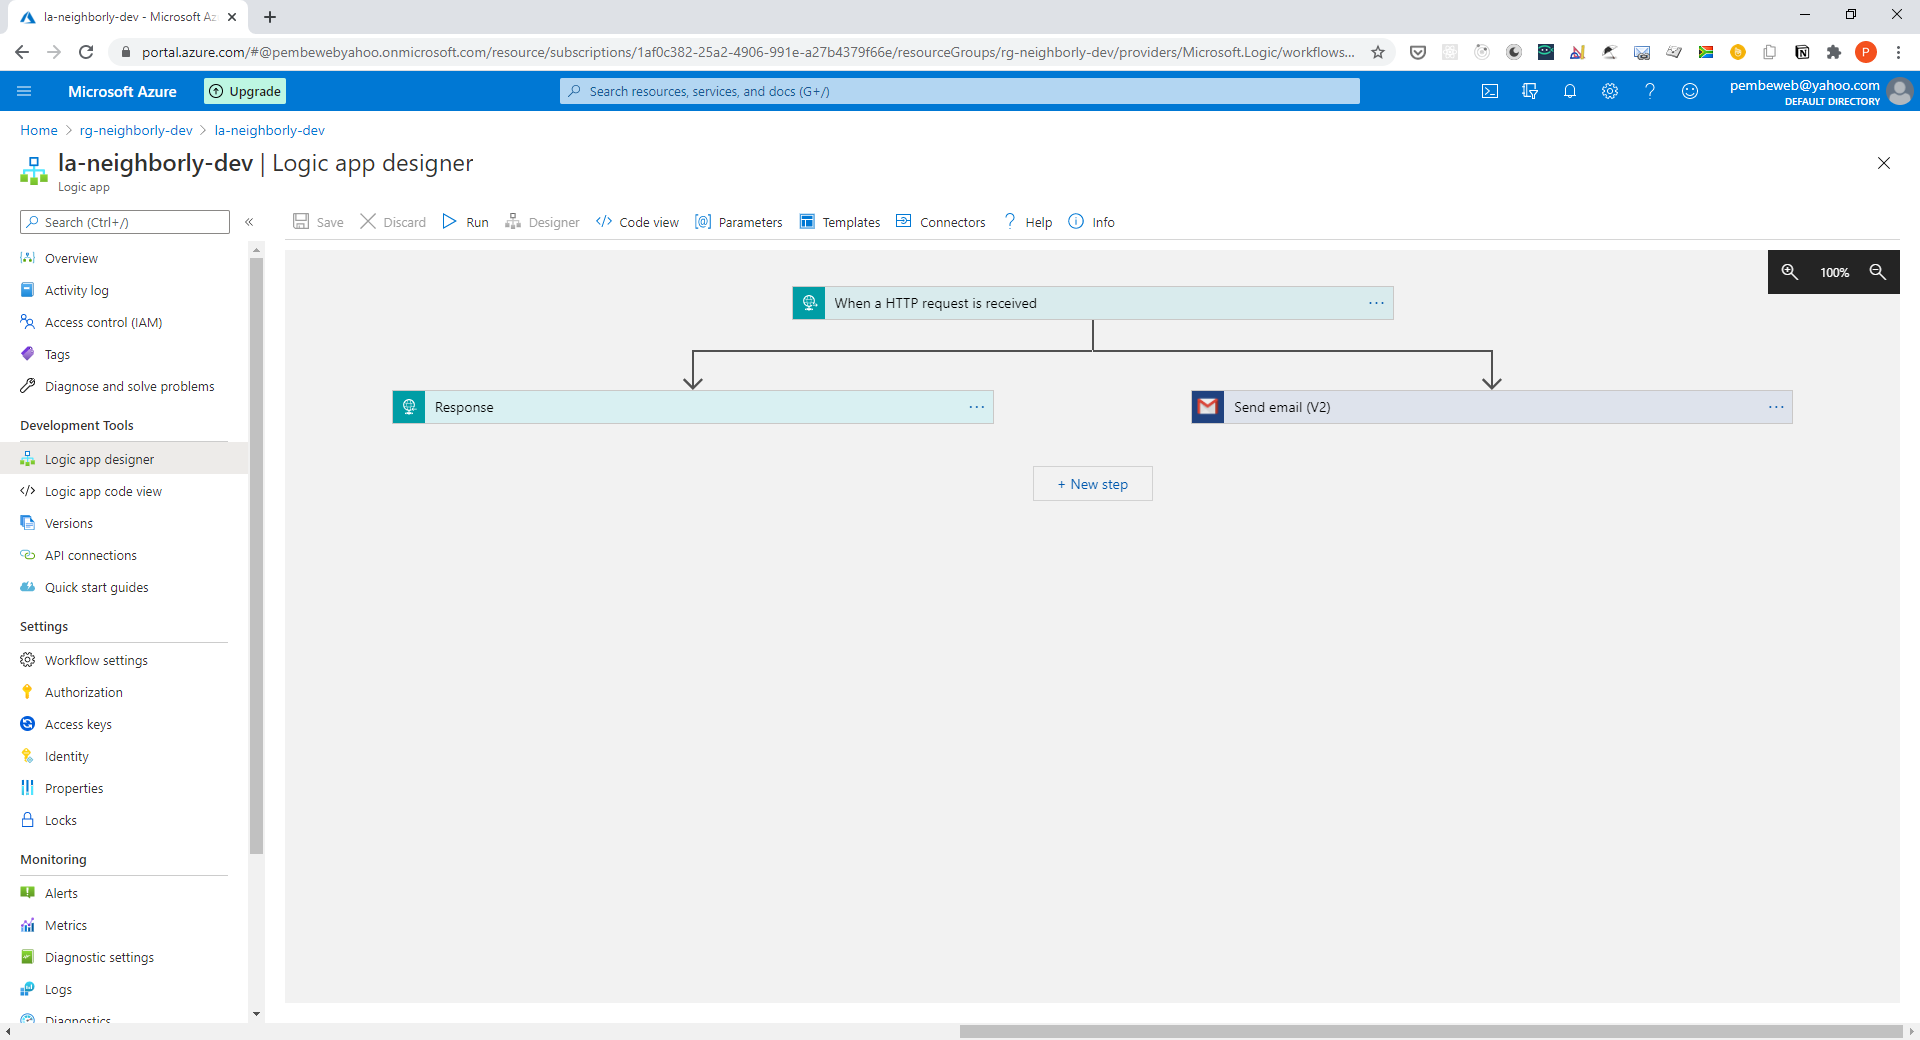 la-neighborly-dev - Microsoft Az
portal.azure.com/#@pembewebyahoo.onmicrosoft.com/resource/subscriptions/1af0c382-25a2-4906-991e-a27b4379f66e/resourceGroups/rg-neighborly-dev/providers/Microsoft.Logic/workflows...
P
Microsoft Azure
Upgrade
Search resources, services, and docs (G+/)
pembeweb@yahoo.com
DEFAULT DIRECTORY
Home > rg-neighborly-dev > la-neighborly-dev
la-neighborly-dev | Logic app designer
Logic app
Search (Ctrl+/)
«
Save
Discard
Run
Designer
Code view
Parameters
Templates
Connectors
Help
Info
Overview
Activity log
Access control (IAM)
Tags
Diagnose and solve problems
Development Tools
Logic app designer
Logic app code view
Versions
API connections
Quick start guides
Settings
Workflow settings
Authorization
Access keys
Identity
Properties
Locks
Monitoring
Alerts
Metrics
Diagnostic settings
Logs
Diagnostics
100%
When a HTTP request is received
...
Response
...
Send email (V2)
...
+ New step